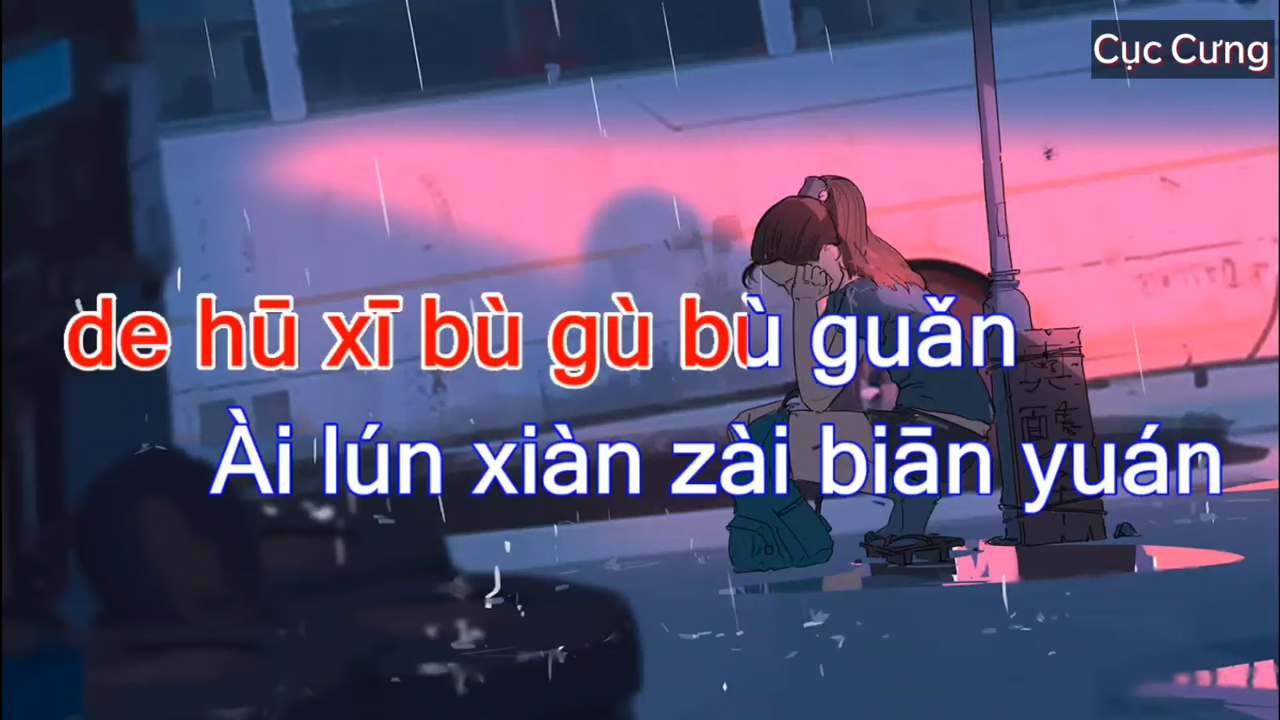 Cục Cưng
de hū xī bù gù bù guǎn
Ài lún xiàn zài biān yuán